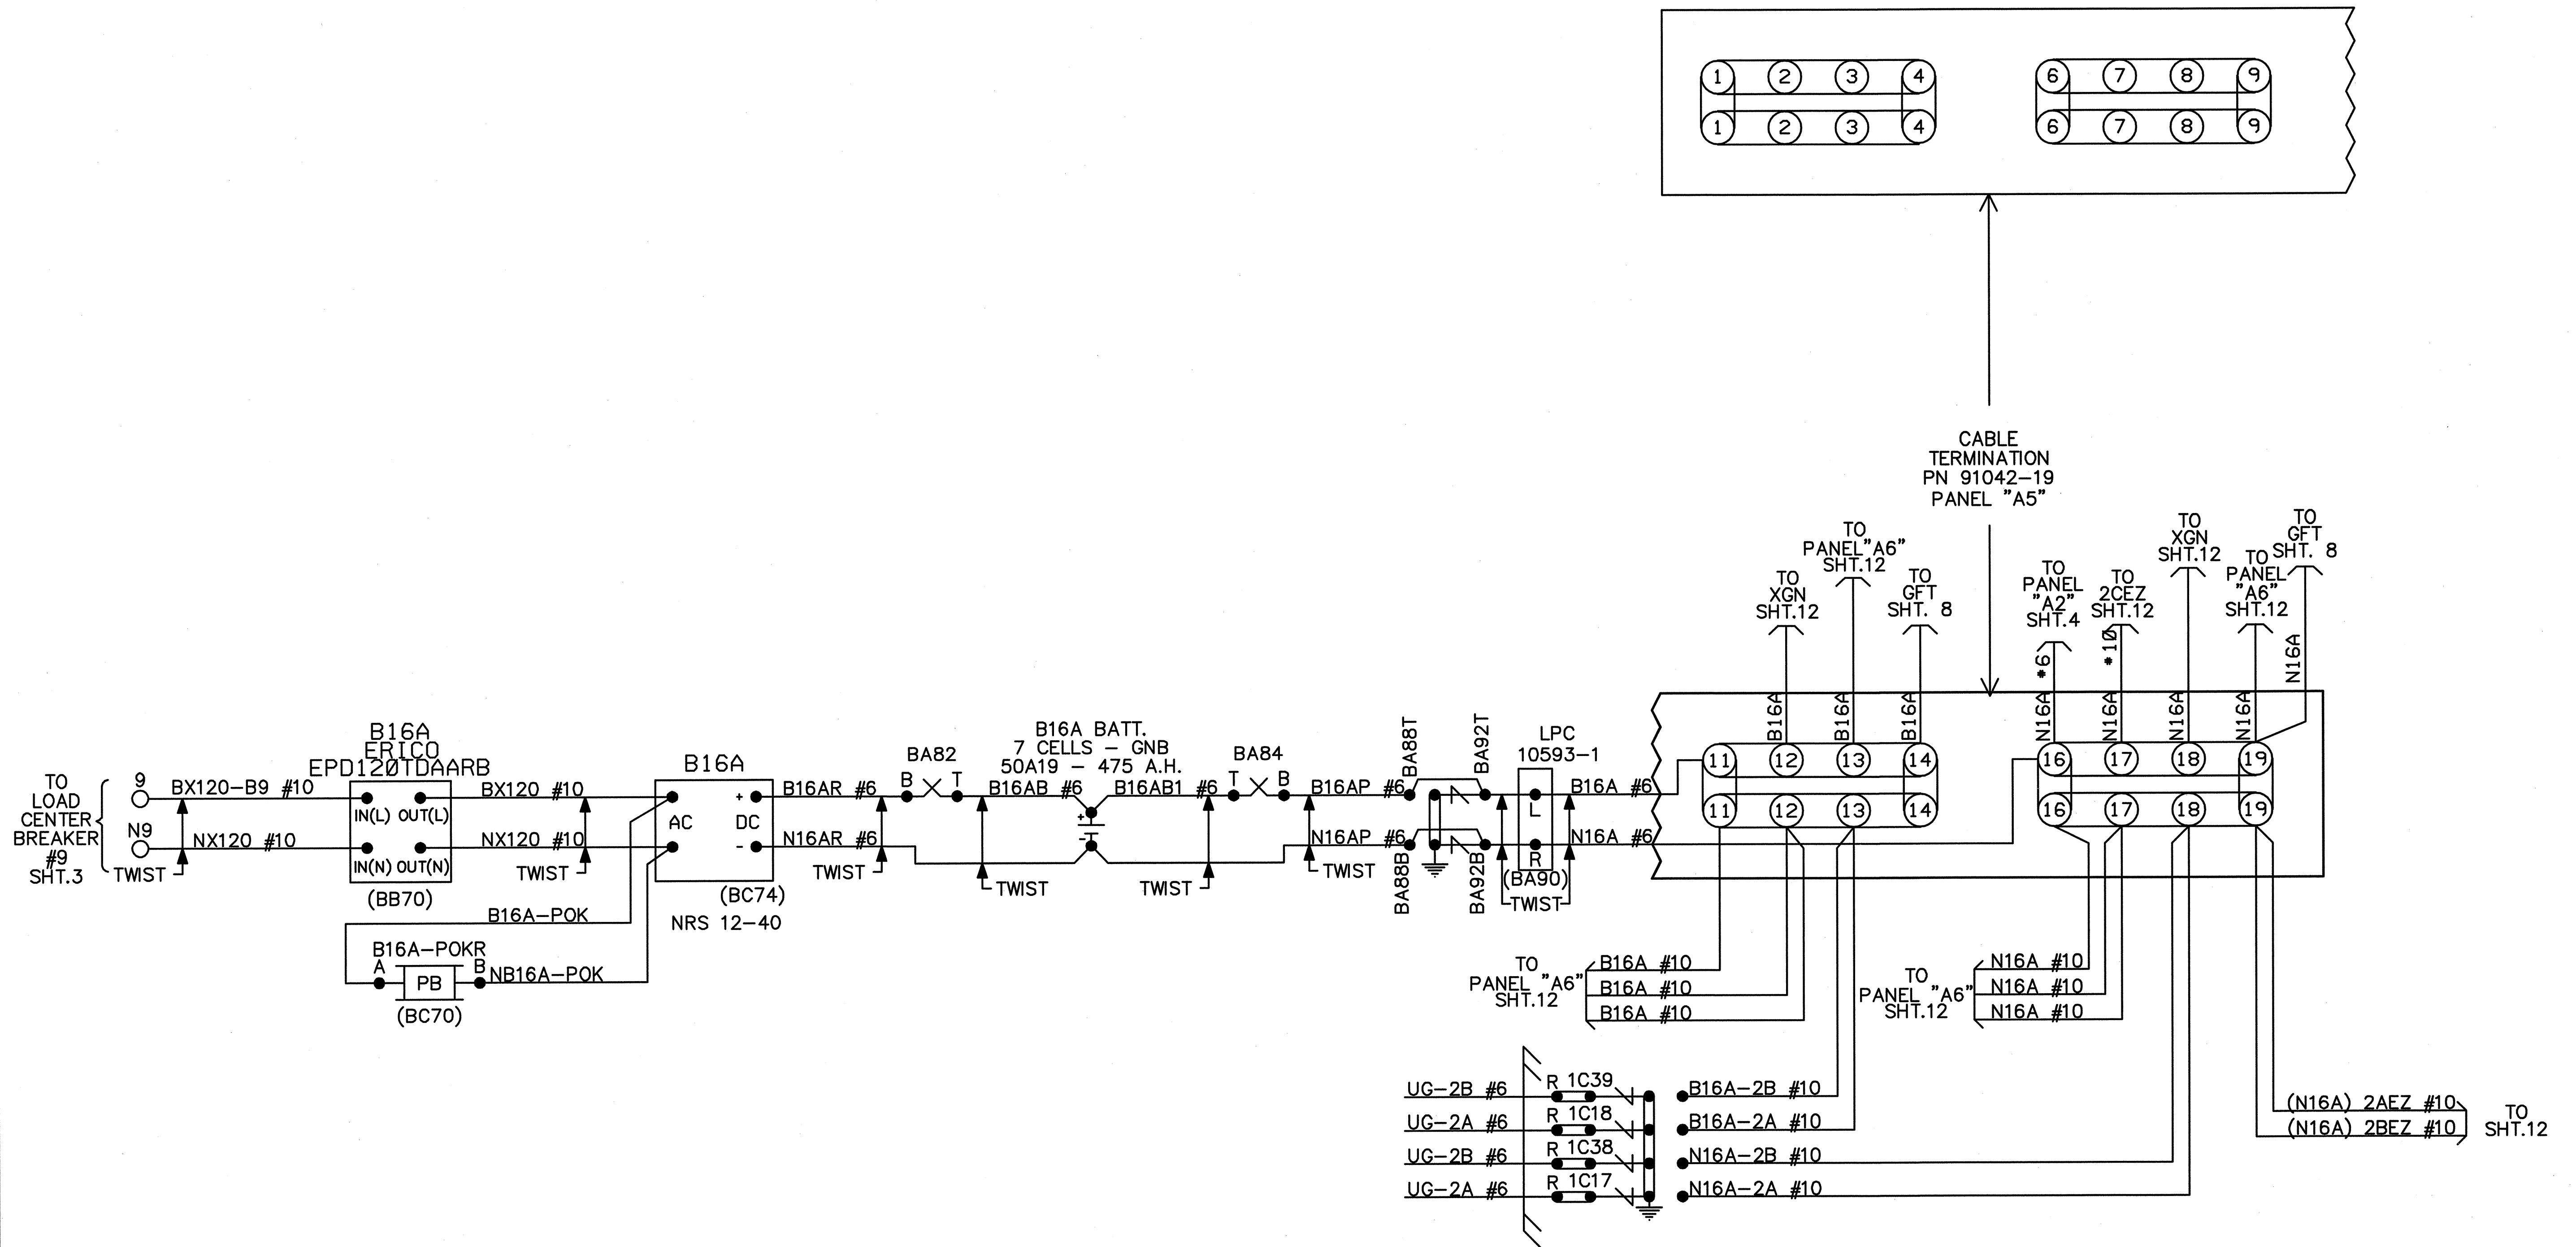 1 2 3 4 6 7 8 9
1 2 3 4 6 7 8 9
CABLE
TERMINATION
PN 91042-19
PANEL "A5"
TO
XGN
SHT.12
TO
PANEL"A6"
SHT.12
TO
GFT
SHT. 8
TO
PANEL
"A2"
SHT.4
TO
2CEZ
SHT.12
TO
XGN
SHT.12
TO
PANEL
"A6"
SHT.12
TO
GFT
SHT. 8
#6
#10
N16A
B16A
B16A
B16A
N16A
N16A
N16A
N16A
11 12 13 14 16 17 18 19
11 12 13 14 16 17 18 19
TO
LOAD
CENTER
BREAKER
#9
SHT.3
9
N9
BX120-B9 #10
NX120 #10
TWIST
B16A
ERICO
EPD120TDAARB
IN(L) OUT(L)
IN(N) OUT(N)
(BB70)
BX120 #10
NX120 #10
TWIST
B16A
+
AC DC
-
(BC74)
NRS 12-40
B16A-POK
B16A-POKR
A B
PB
NB16A-POK
(BC70)
B16AR #6
N16AR #6
TWIST
BA82
B T
B16AB #6
TWIST
B16A BATT.
7 CELLS - GNB
50A19 - 475 A.H.
+
-
B16AB1 #6
TWIST
BA84
T B
B16AP #6
N16AP #6
TWIST
BA88T
BA92T
BA88B
BA92B
LPC
10593-1
L
R
(BA90)
TWIST
B16A #6
N16A #6
TO
PANEL "A6"
SHT.12
B16A #10
B16A #10
B16A #10
TO
PANEL "A6"
SHT.12
N16A #10
N16A #10
N16A #10
UG-2B #6 R 1C39 B16A-2B #10
UG-2A #6 R 1C18 B16A-2A #10
UG-2B #6 R 1C38 N16A-2B #10
UG-2A #6 R 1C17 N16A-2A #10
(N16A) 2AEZ #10
(N16A) 2BEZ #10
TO
SHT.12